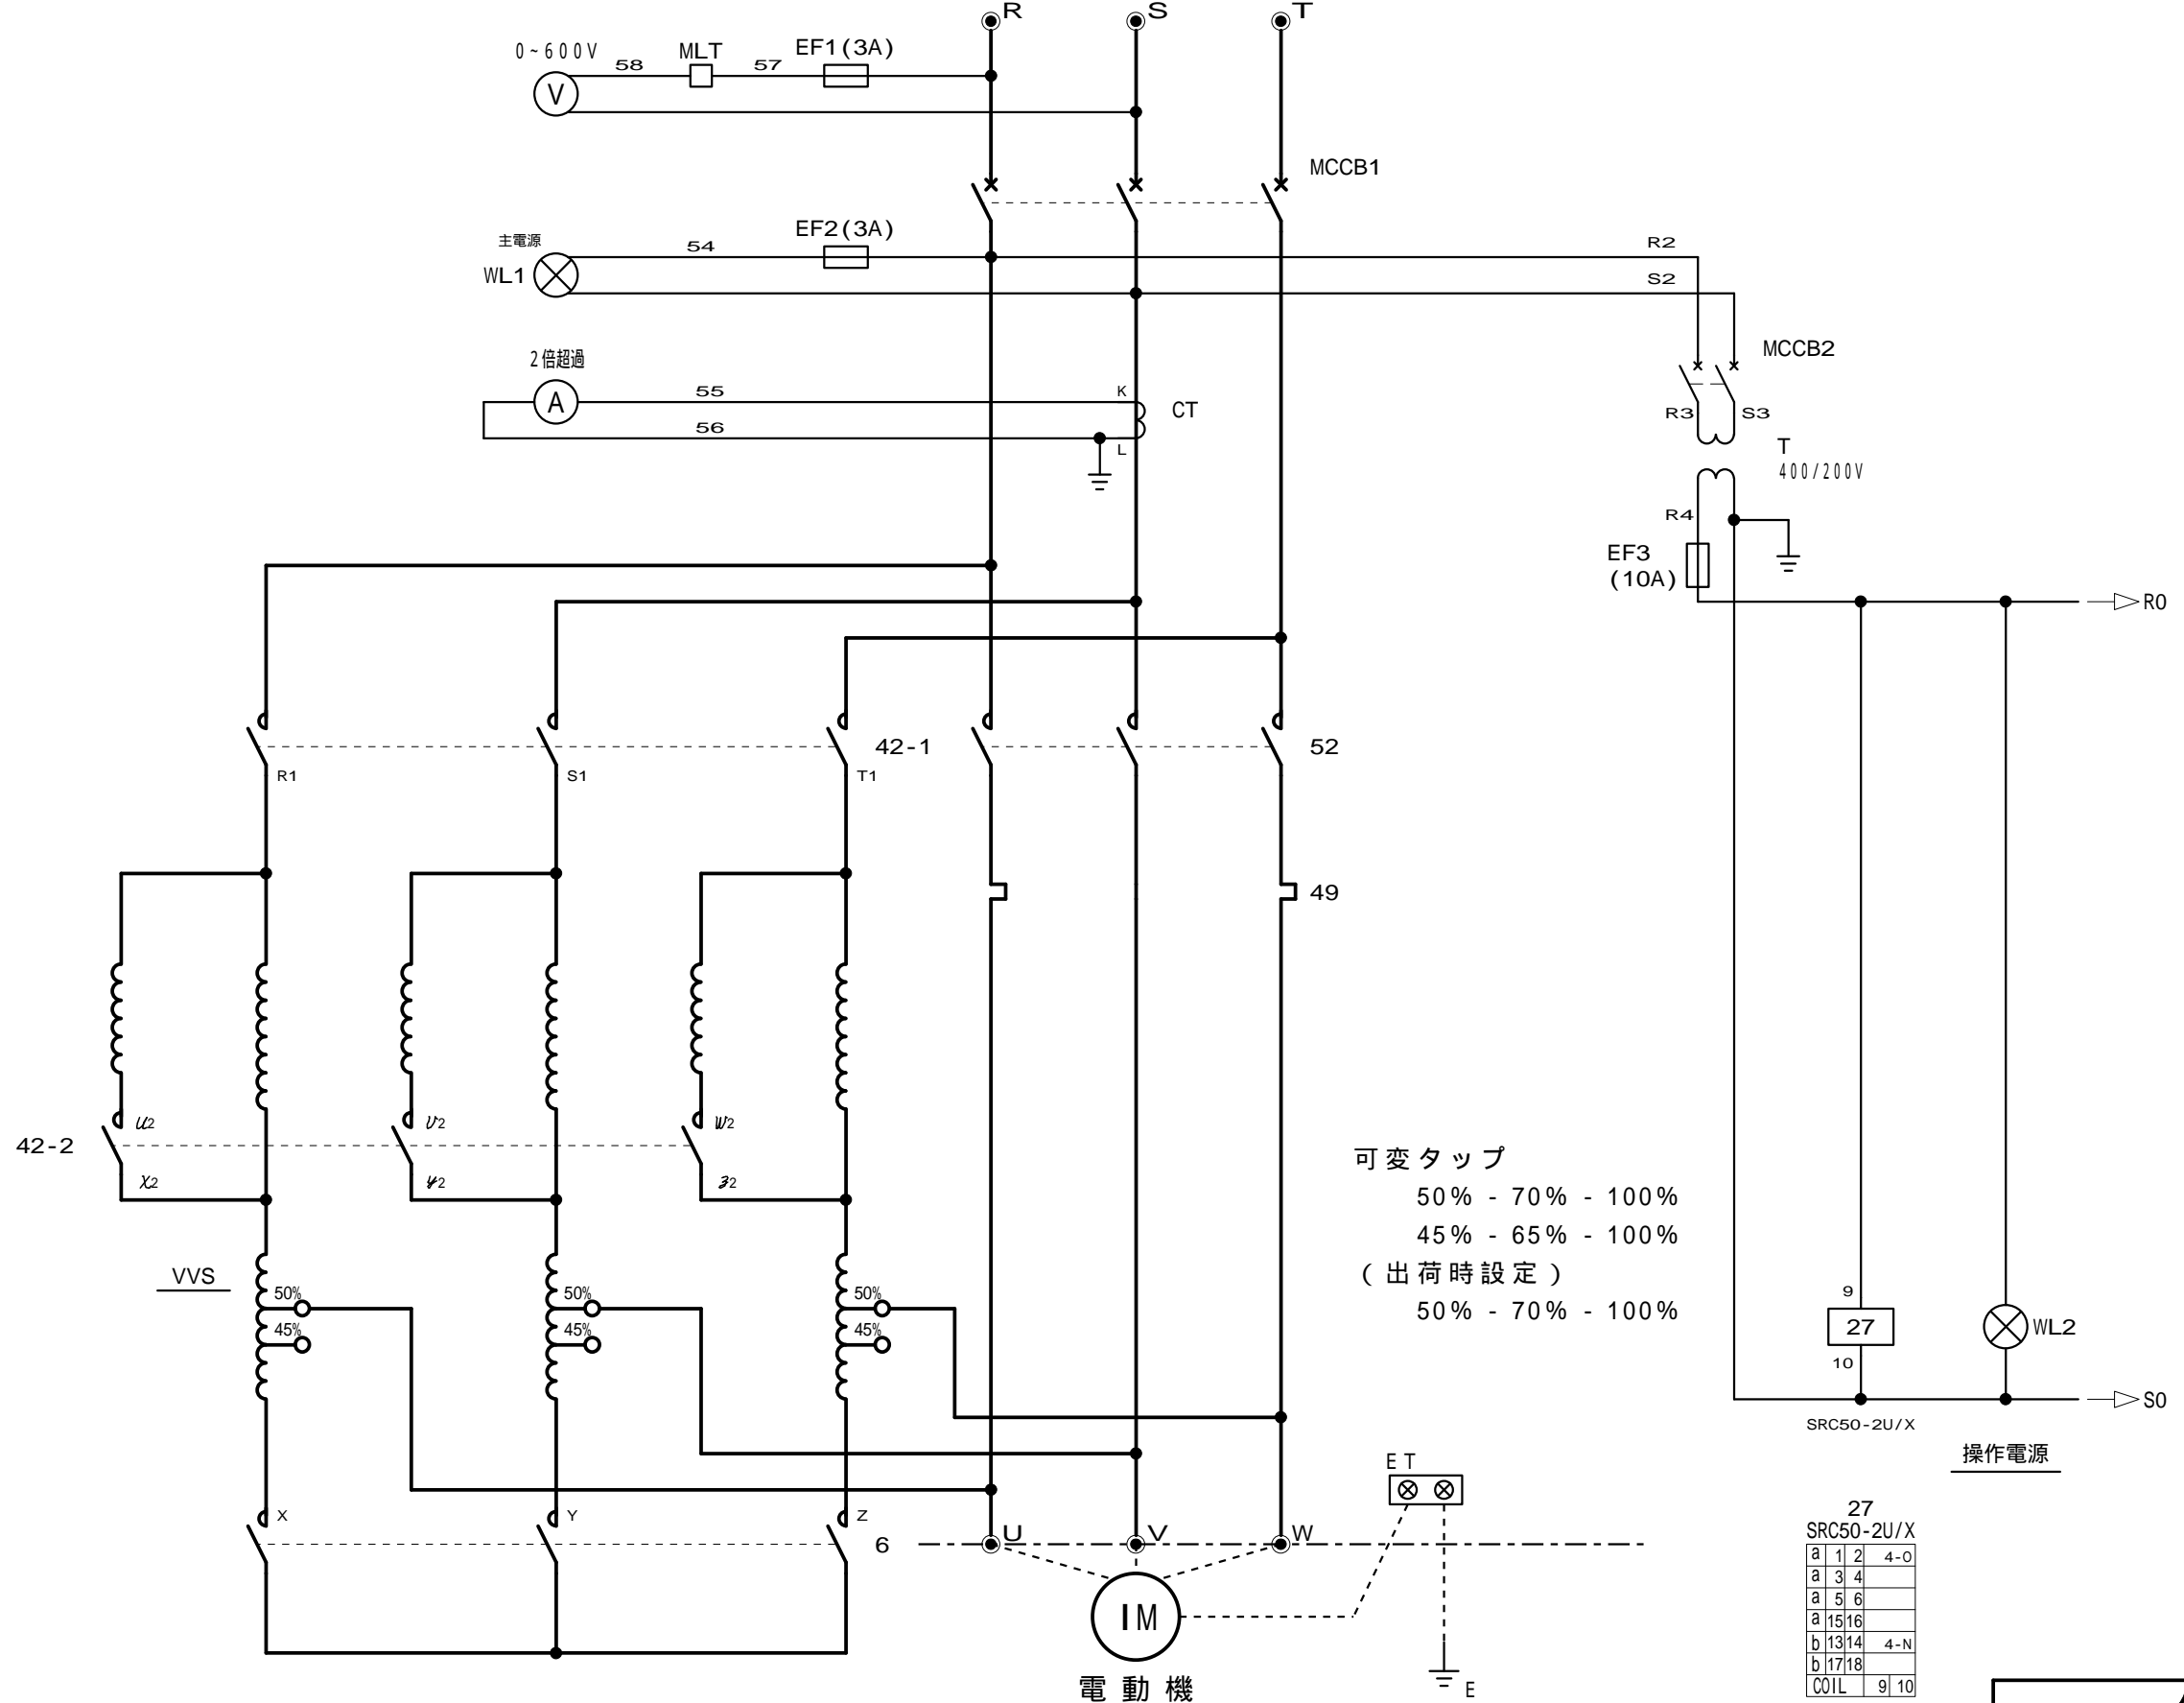 R S T
0~600V 58 MLT 57 EF1(3A)
V
MCCB1
主電源 54 EF2(3A) R2
WL1 S2
MCCB2
2倍超過
A 55 K CT
56 L
R3 S3
T
400/200V
R4
EF3
(10A)
R0
42-1 52
R1 S1 T1
49
42-2 u2 v2 w2
x2 y2 z2
可変タップ
50% - 70% - 100%
45% - 65% - 100%
(出荷時設定)
50% - 70% - 100%
VVS
50% 50% 50%
45% 45% 45%
9
27 WL2
10
S0
SRC50-2U/X
操作電源
ET
X Y Z
6 U V W
IM
電動機
E
27
SRC50-2U/X
a 1 2 4-O
a 3 4
a 5 6
a 15 16
b 13 14 4-N
b 17 18
COIL 9 10